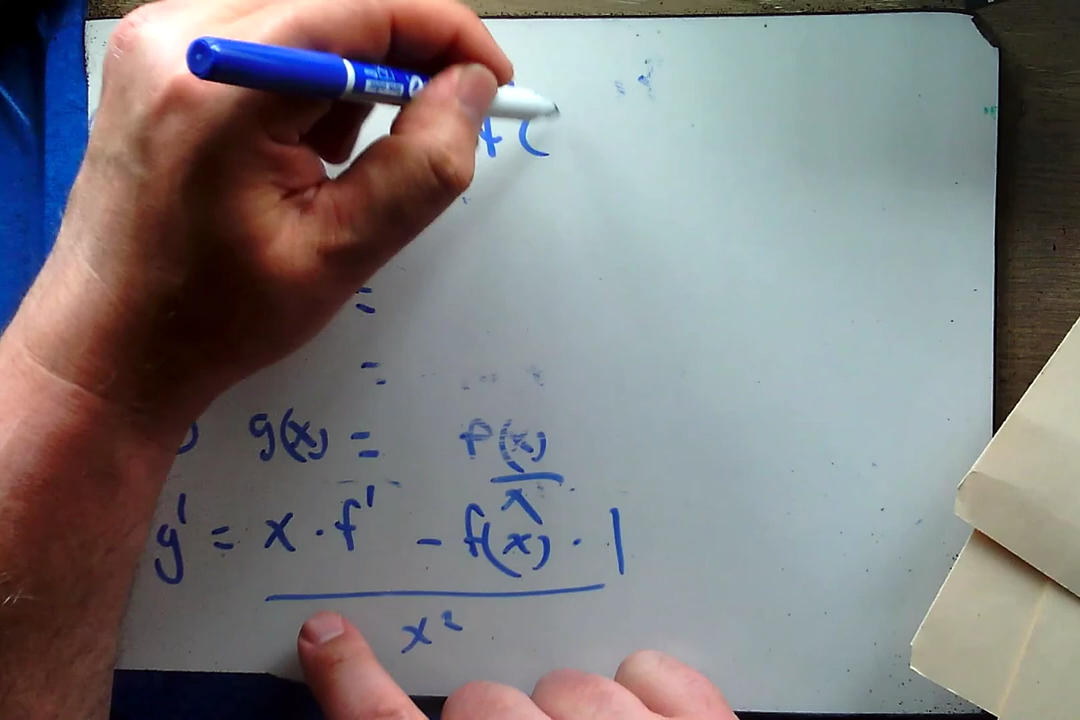 + (
=
=
) g(x) = f(x)
x
g' = x · f' - f(x) · 1
x²